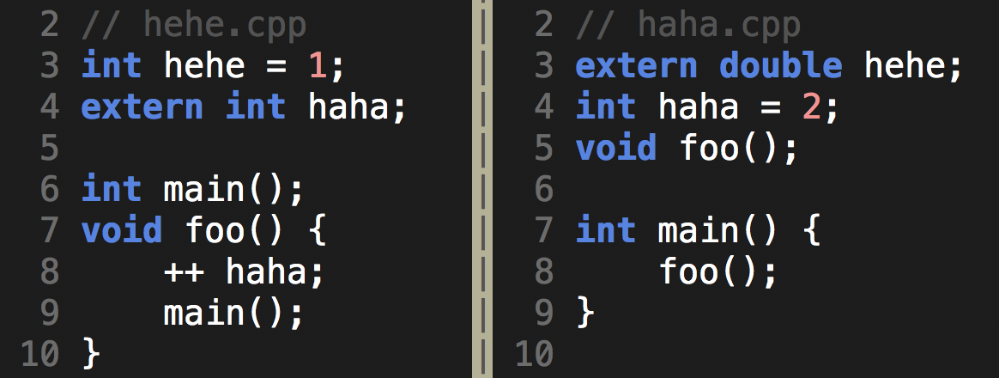 2 // hehe.cpp
3 int hehe = 1;
4 extern int haha;
5
6 int main();
7 void foo() {
8     ++ haha;
9     main();
10 }
2 // haha.cpp
3 extern double hehe;
4 int haha = 2;
5 void foo();
6
7 int main() {
8     foo();
9 }
10